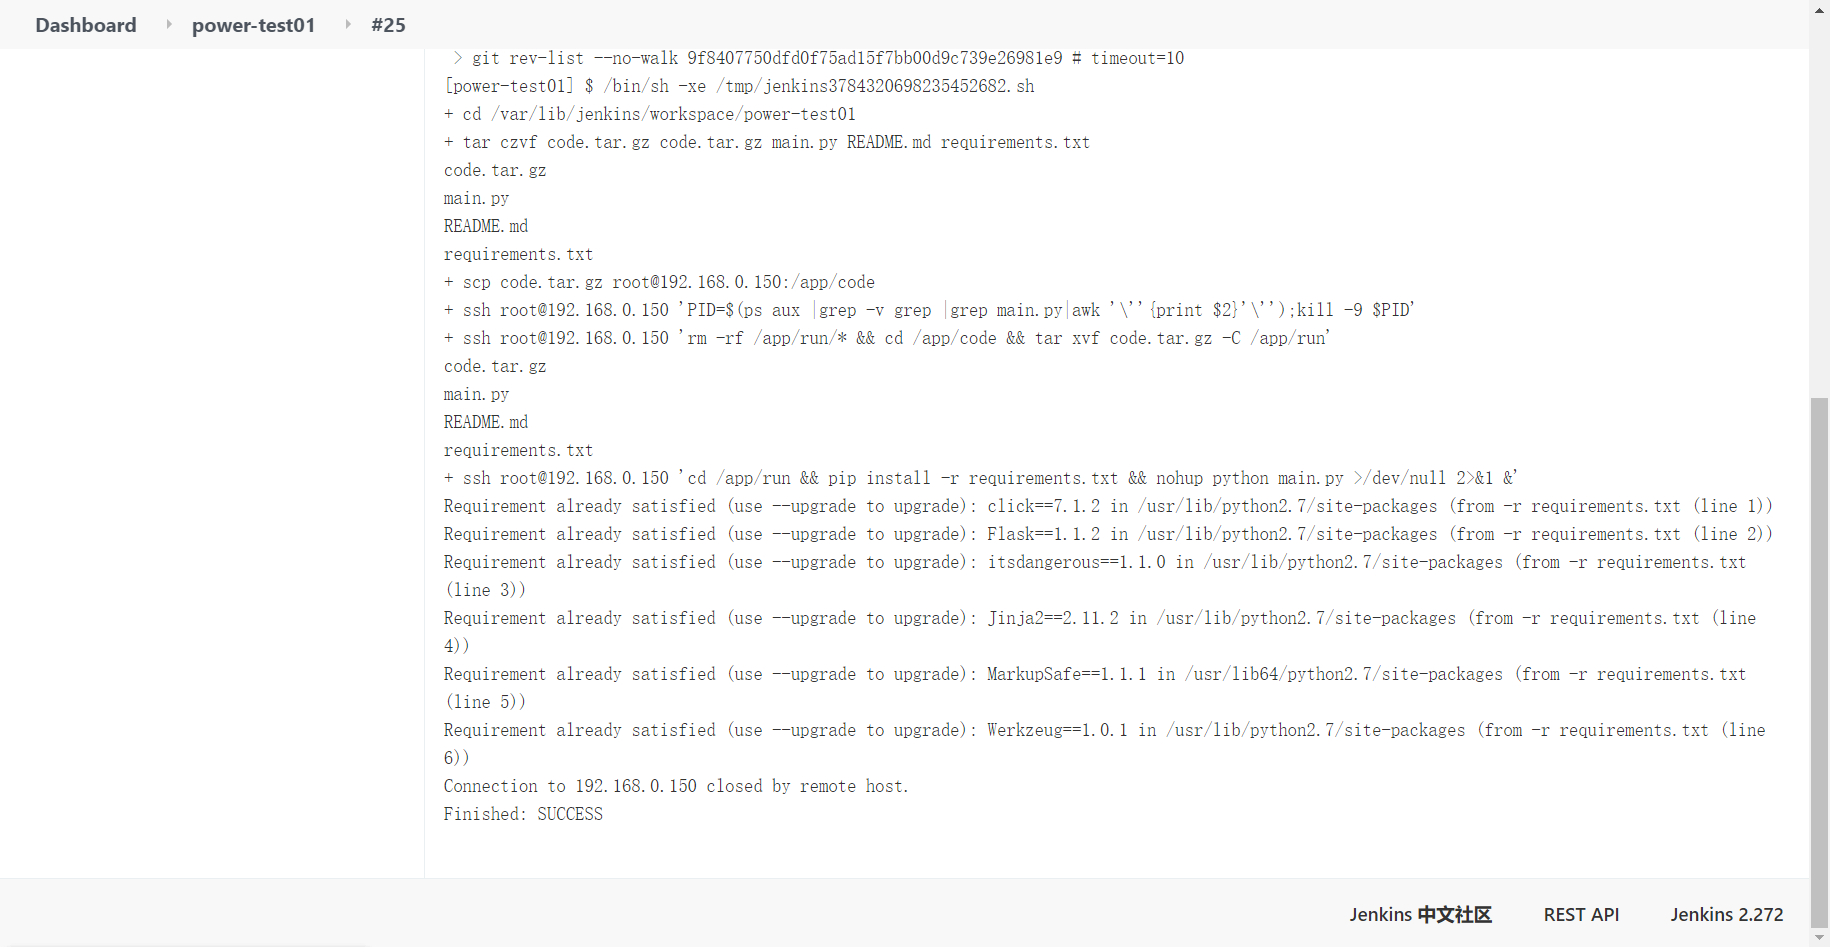 Dashboard power-test01 #25
> git rev-list --no-walk 9f8407750dfd0f75ad15f7bb00d9c739e26981e9 # timeout=10
[power-test01] $ /bin/sh -xe /tmp/jenkins3784320698235452682.sh
+ cd /var/lib/jenkins/workspace/power-test01
+ tar czvf code.tar.gz code.tar.gz main.py README.md requirements.txt
code.tar.gz
main.py
README.md
requirements.txt
+ scp code.tar.gz root@192.168.0.150:/app/code
+ ssh root@192.168.0.150 'PID=$(ps aux |grep -v grep |grep main.py|awk '\''{print $2}'\'');kill -9 $PID'
+ ssh root@192.168.0.150 'rm -rf /app/run/* && cd /app/code && tar xvf code.tar.gz -C /app/run'
code.tar.gz
main.py
README.md
requirements.txt
+ ssh root@192.168.0.150 'cd /app/run && pip install -r requirements.txt && nohup python main.py >/dev/null 2>&1 &'
Requirement already satisfied (use --upgrade to upgrade): click==7.1.2 in /usr/lib/python2.7/site-packages (from -r requirements.txt (line 1))
Requirement already satisfied (use --upgrade to upgrade): Flask==1.1.2 in /usr/lib/python2.7/site-packages (from -r requirements.txt (line 2))
Requirement already satisfied (use --upgrade to upgrade): itsdangerous==1.1.0 in /usr/lib/python2.7/site-packages (from -r requirements.txt
(line 3))
Requirement already satisfied (use --upgrade to upgrade): Jinja2==2.11.2 in /usr/lib/python2.7/site-packages (from -r requirements.txt (line
4))
Requirement already satisfied (use --upgrade to upgrade): MarkupSafe==1.1.1 in /usr/lib64/python2.7/site-packages (from -r requirements.txt
(line 5))
Requirement already satisfied (use --upgrade to upgrade): Werkzeug==1.0.1 in /usr/lib/python2.7/site-packages (from -r requirements.txt (line
6))
Connection to 192.168.0.150 closed by remote host.
Finished: SUCCESS
Jenkins 中文社区 REST API Jenkins 2.272